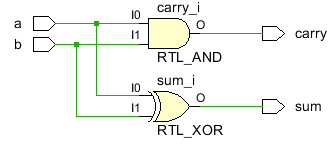 carry_i
a
I0
O
carry
b
I1
RTL_AND
sum_i
I0
O
sum
I1
RTL_XOR